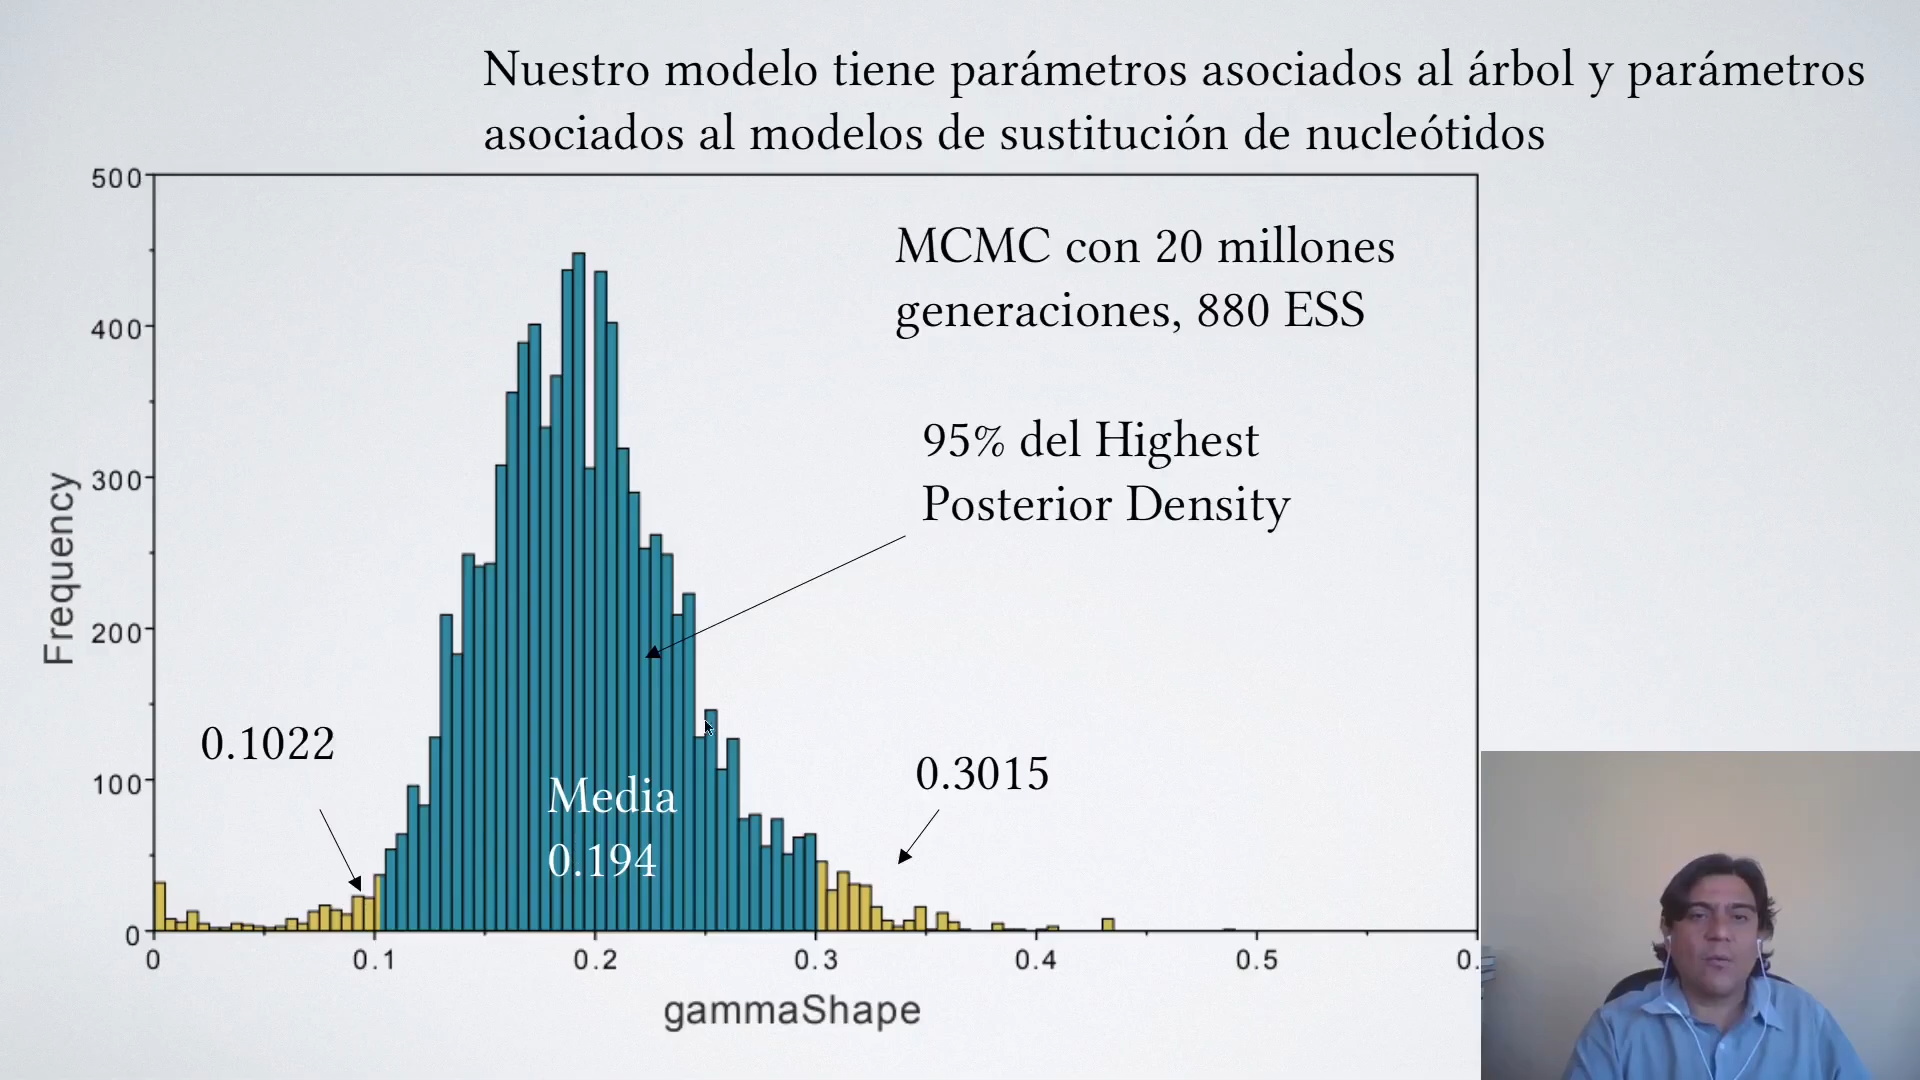 Nuestro modelo tiene parámetros asociados al árbol y parámetros
asociados al modelos de sustitución de nucleótidos
500
MCMC con 20 millones
generaciones, 880 ESS
400
95% del Highest
Posterior Density
300
Frequency
200
0.1022
0.3015
100
Media
0.194
0
0
0.1
0.2
0.3
0.4
0.5
0.
gammaShape